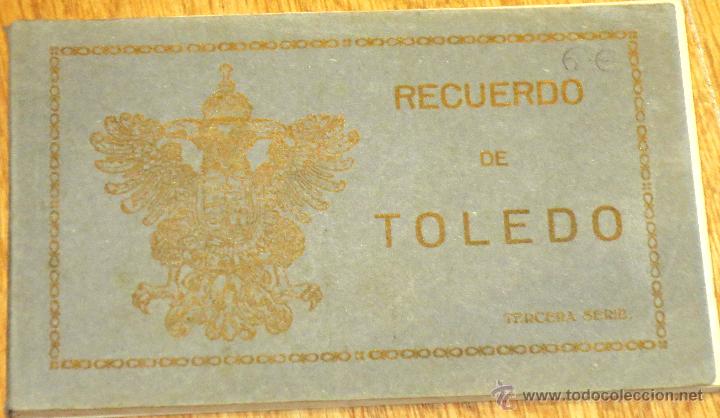 6 €
RECUERDO
DE
TOLEDO
TERCERA SERIE.
www.todocoleccion.net